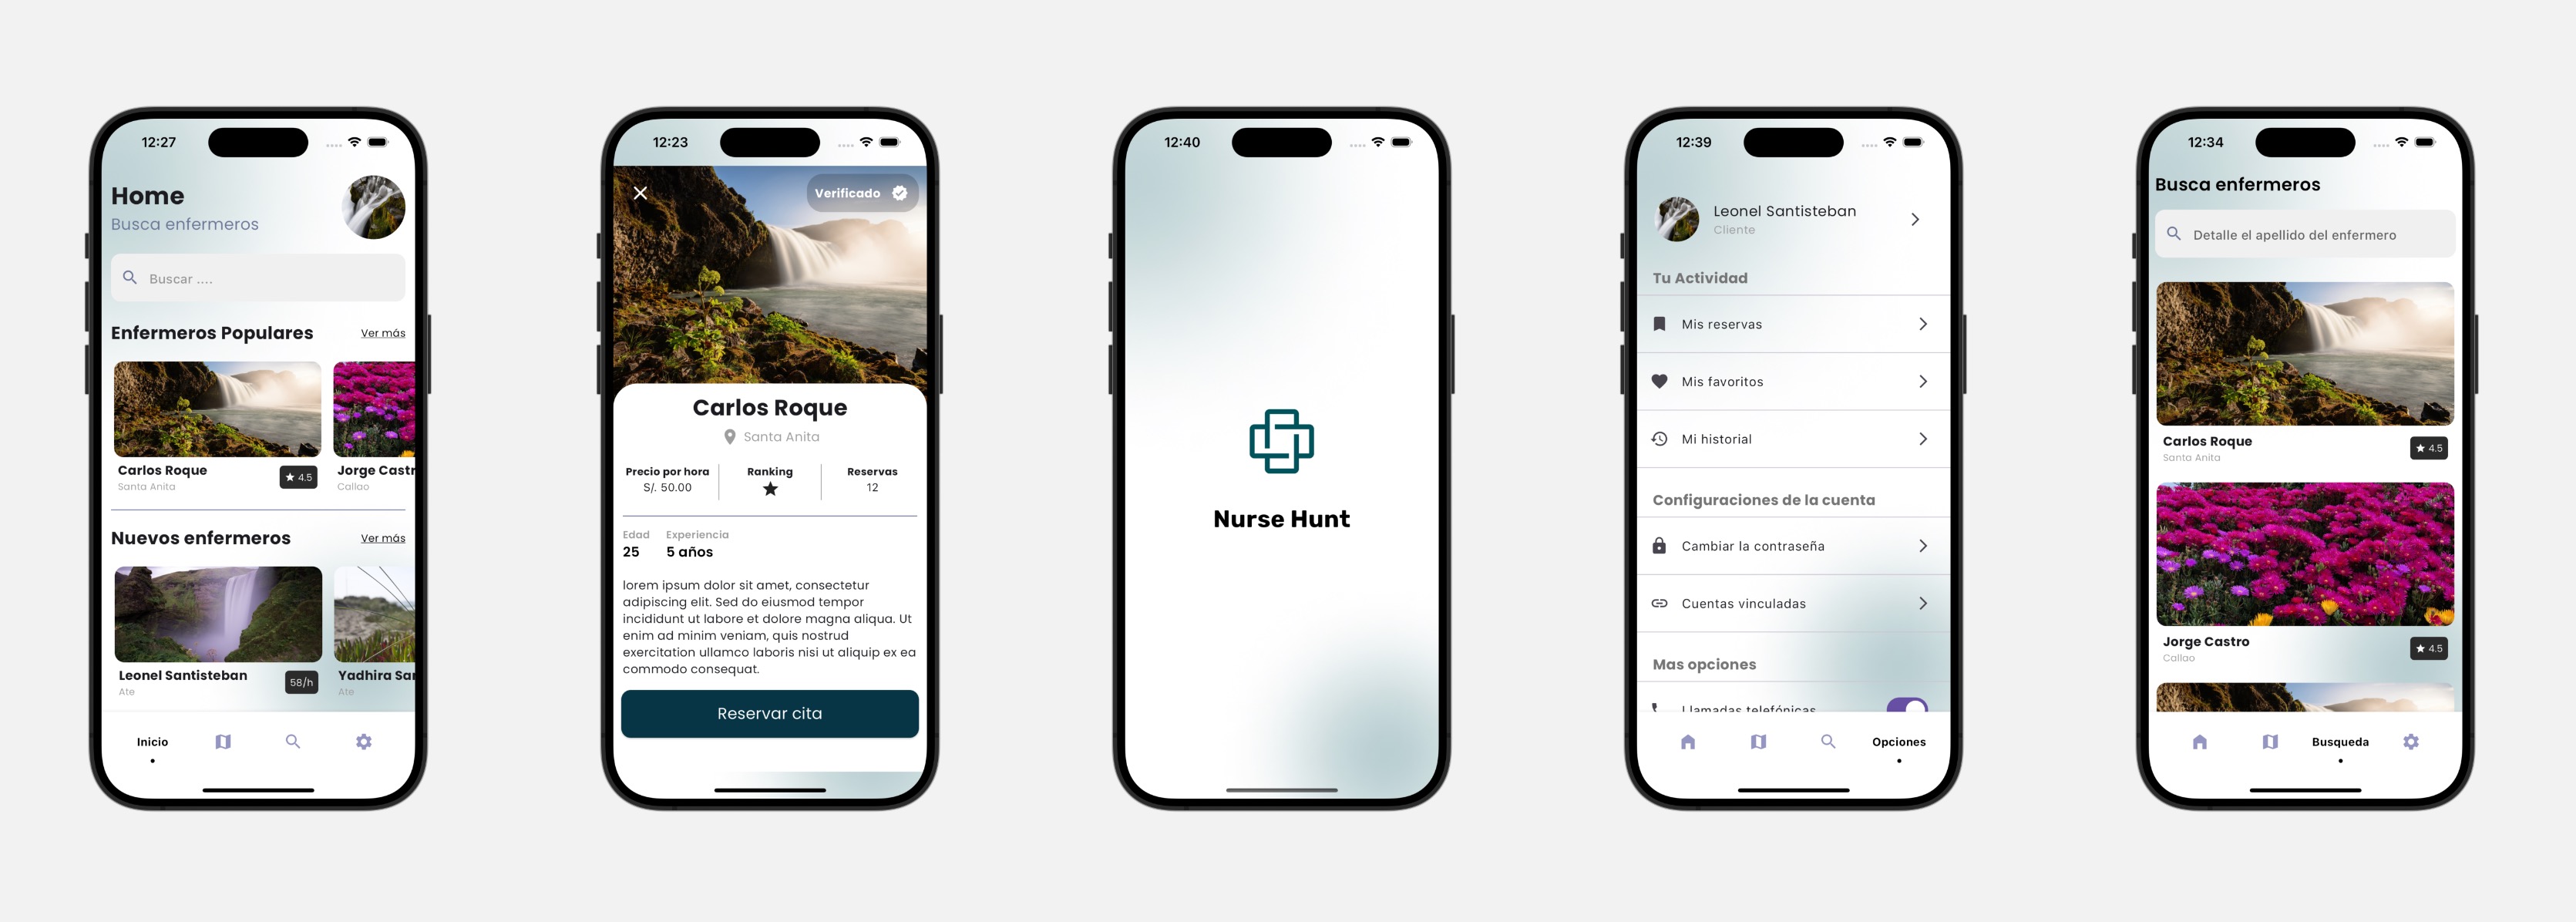 12:27
Home
Busca enfermeros
Buscar ....
Enfermeros Populares Ver más
Carlos Roque
Santa Anita
★ 4.5
Jorge Castr
Callao
Nuevos enfermeros Ver más
Leonel Santisteban
Ate
58/h
Yadhira Sar
Ate
Inicio
12:23
Verificado
Carlos Roque
Santa Anita
Precio por hora Ranking Reservas
S/. 50.00 ★ 12
Edad Experiencia
25 5 años
lorem ipsum dolor sit amet, consectetur
adipiscing elit. Sed do eiusmod tempor
incididunt ut labore et dolore magna aliqua. Ut
enim ad minim veniam, quis nostrud
exercitation ullamco laboris nisi ut aliquip ex ea
commodo consequat.
Reservar cita
12:40
Nurse Hunt
12:39
Leonel Santisteban
Cliente
Tu Actividad
Mis reservas
Mis favoritos
Mi historial
Configuraciones de la cuenta
Cambiar la contraseña
Cuentas vinculadas
Mas opciones
Llamadas telefónicas
Opciones
12:34
Busca enfermeros
Detalle el apellido del enfermero
Carlos Roque
Santa Anita
★ 4.5
Jorge Castro
Callao
★ 4.5
Busqueda